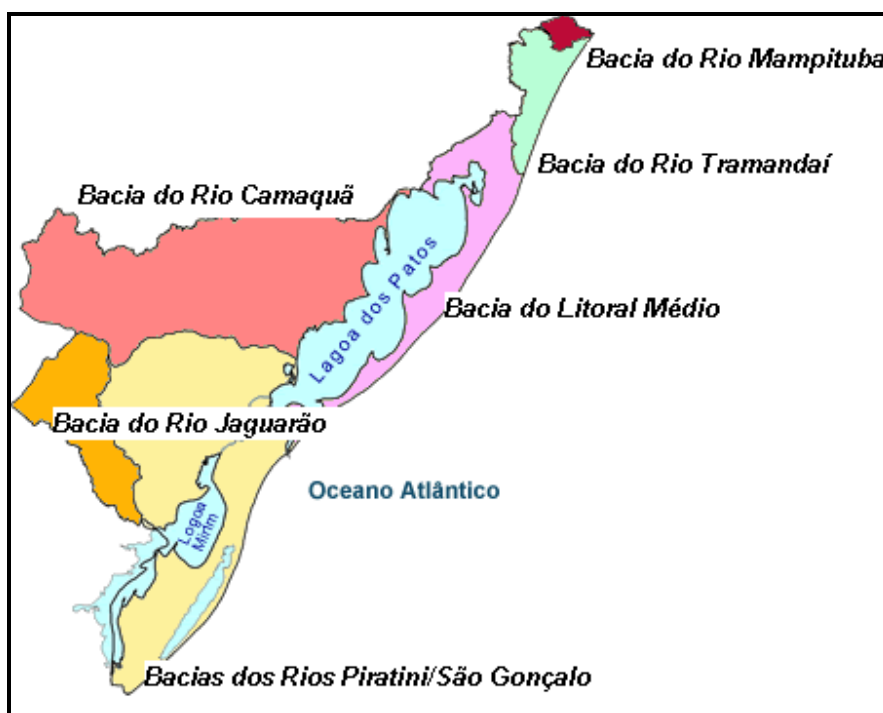 Bacia do Rio Mampituba
Bacia do Rio Tramandaí
Bacia do Rio Camaquã
Lagoa dos Patos
Bacia do Litoral Médio
Bacia do Rio Jaguarão
Oceano Atlântico
Logoa
Mirim
Bacias dos Rios Piratini/São Gonçalo